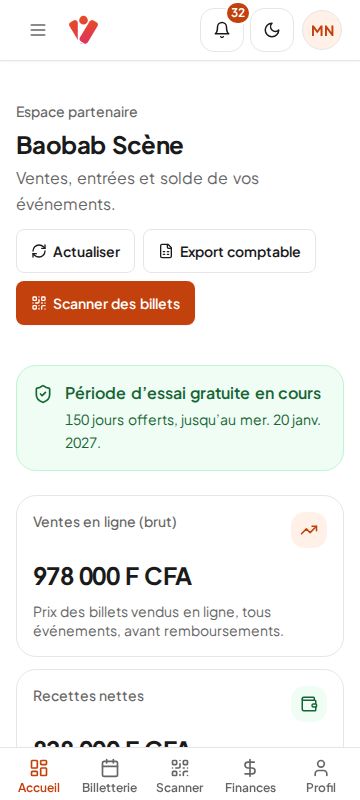 32
MN
Espace partenaire
Baobab Scène
Ventes, entrées et solde de vos
événements.
Actualiser
Export comptable
Scanner des billets
Période d'essai gratuite en cours
150 jours offerts, jusqu'au mer. 20 janv.
2027.
Ventes en ligne (brut)
978 000 F CFA
Prix des billets vendus en ligne, tous
événements, avant remboursements.
Recettes nettes
Accueil
Billetterie
Scanner
Finances
Profil